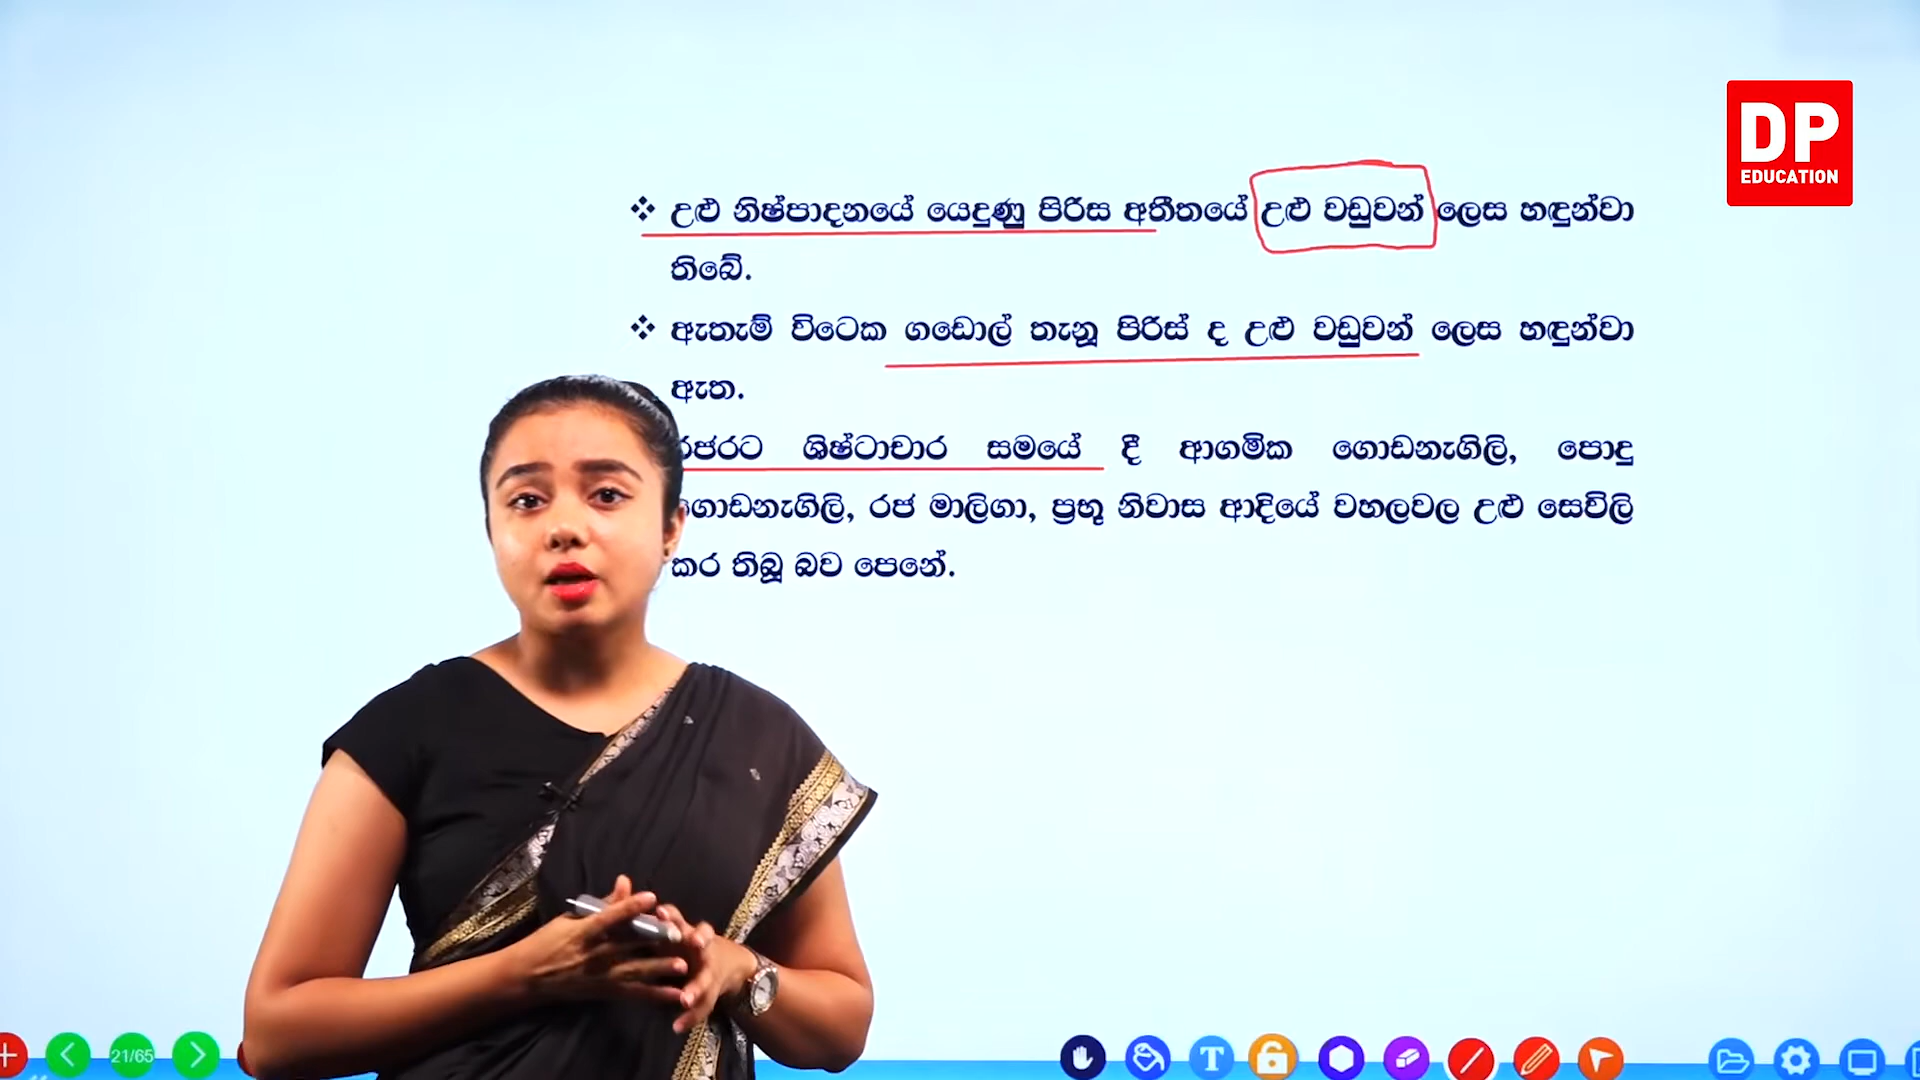 DP
EDUCATION
❖ උළු නිෂ්පාදනයේ යෙදුණු පිරිස අතීතයේ උළු වඩුවන් ලෙස හඳුන්වා
තිබේ.
❖ ඇතැම් විටෙක ගඩොල් තැනූ පිරිස් ද උළු වඩුවන් ලෙස හඳුන්වා
ඇත.
රජරට ශිෂ්ටාචාර සමයේ දී ආගමික ගොඩනැගිලි, පොදු
ගොඩනැගිලි, රජ මාලිගා, ප්‍රභූ නිවාස ආදියේ වහලවල උළු සෙවිලි
කර තිබූ බව පෙනේ.
21/65